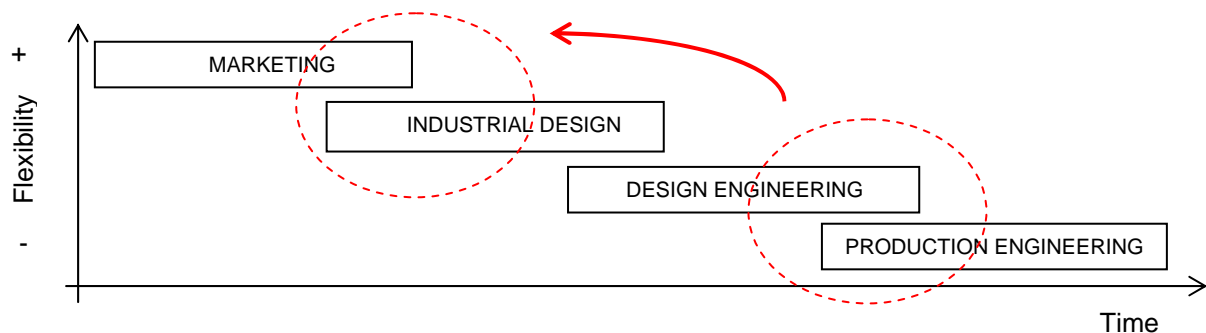 +
Flexibility
-
MARKETING
INDUSTRIAL DESIGN
DESIGN ENGINEERING
PRODUCTION ENGINEERING
Time